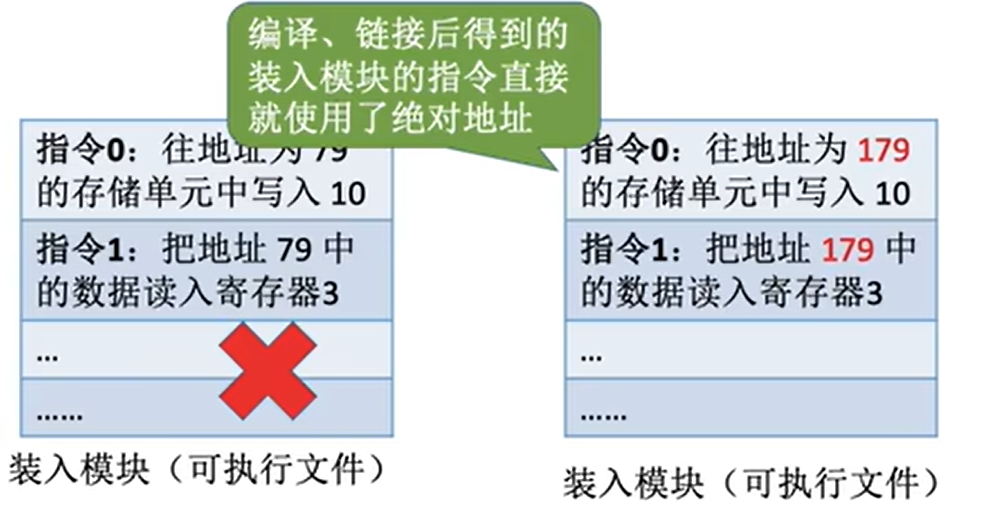 编译、链接后得到的
装入模块的指令直接
就使用了绝对地址
指令0：往地址为 79
的存储单元中写入 10
指令1：把地址 79 中
的数据读入寄存器3
...
......
装入模块（可执行文件）
指令0：往地址为 179
的存储单元中写入 10
指令1：把地址 179 中
的数据读入寄存器3
...
......
装入模块（可执行文件）